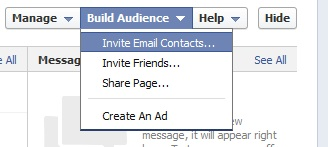 Manage Build Audience Help Hide
Invite Email Contacts...
e All Messag See All
Invite Friends...
Share Page...
Create An Ad
new
message, it will appear right